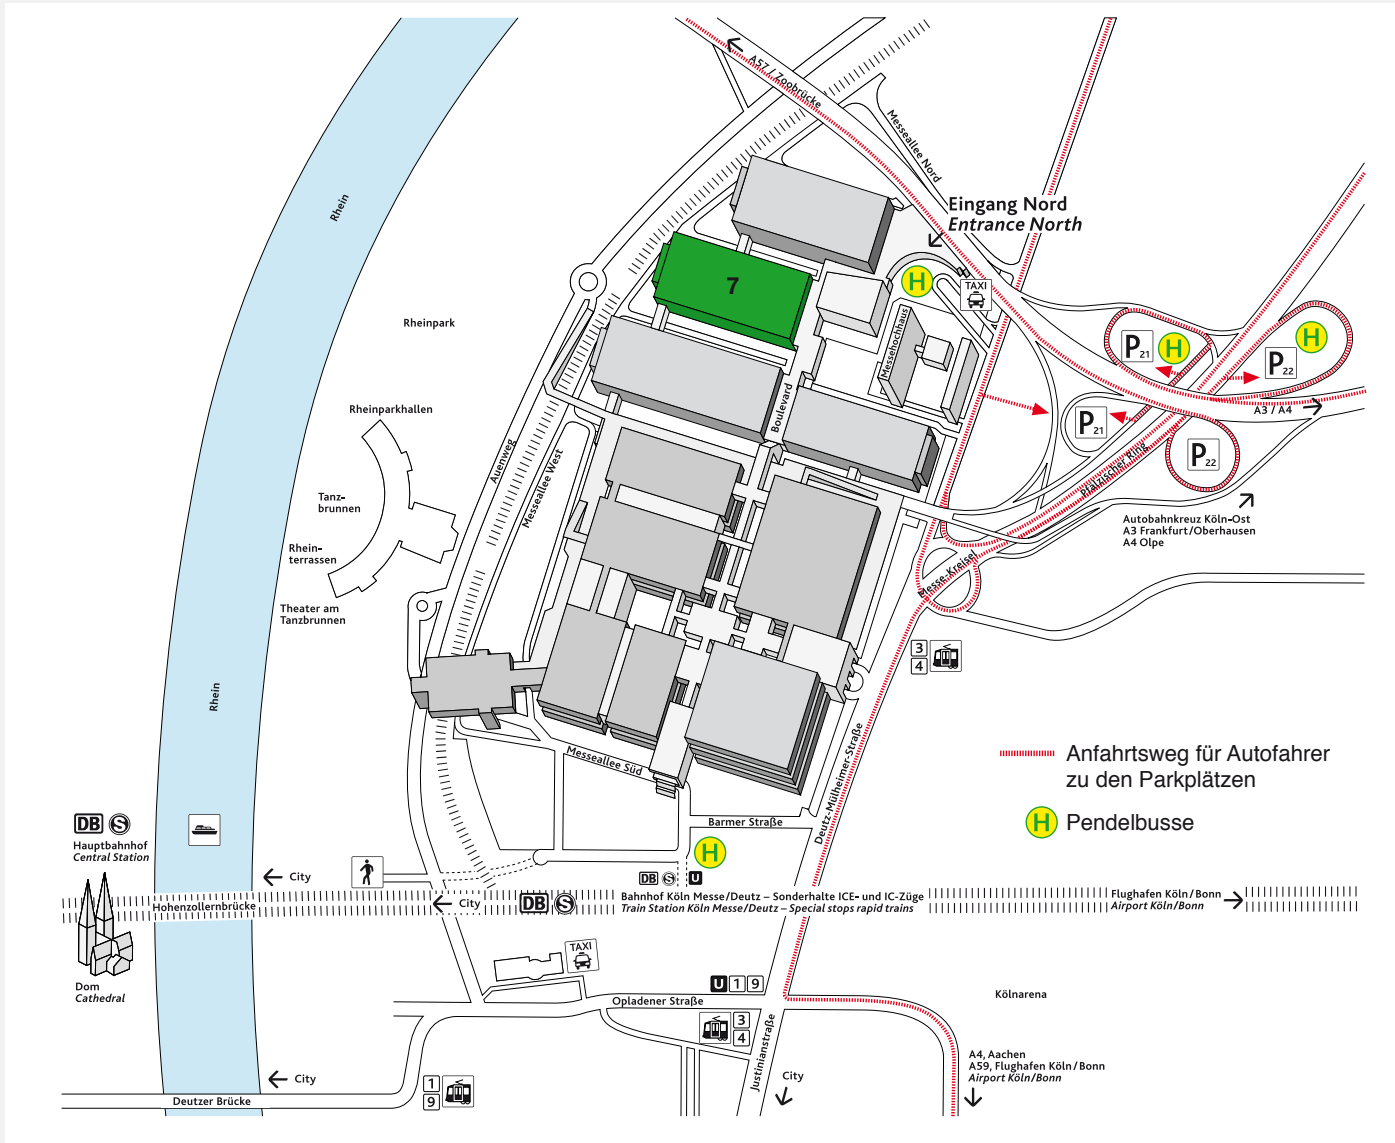 A57 / Zoobrücke
Messeallee Nord
Rhein
Eingang Nord
Entrance North
7
H
TAXI
Rheinpark
Messehochhaus
P21
H
H
P22
Rheinparkhallen
Boulevard
A3 / A4
P21
P22
Auenweg
Messeallee West
Pfälzischer Ring
Tanz-
brunnen
Autobahnkreuz Köln-Ost
A3 Frankfurt/Oberhausen
A4 Olpe
Rhein-
terrassen
Messe-Kreisel
Theater am
Tanzbrunnen
3
4
Rhein
Anfahrtsweg für Autofahrer
zu den Parkplätzen
Messeallee Süd
Deutz-Mülheimer-Straße
H Pendelbusse
Barmer Straße
DB S
Hauptbahnhof
Central Station
H
City
DB S U
Hohenzollernbrücke
City
DB S
Bahnhof Köln Messe/Deutz – Sonderhalte ICE- und IC-Züge
Train Station Köln Messe/Deutz – Special stops rapid trains
Flughafen Köln/Bonn
Airport Köln/Bonn
TAXI
Dom
Cathedral
U 1 9
Opladener Straße
Kölnarena
3
4
Justinianstraße
A4, Aachen
A59, Flughafen Köln/Bonn
Airport Köln/Bonn
City
City
1
9
Deutzer Brücke